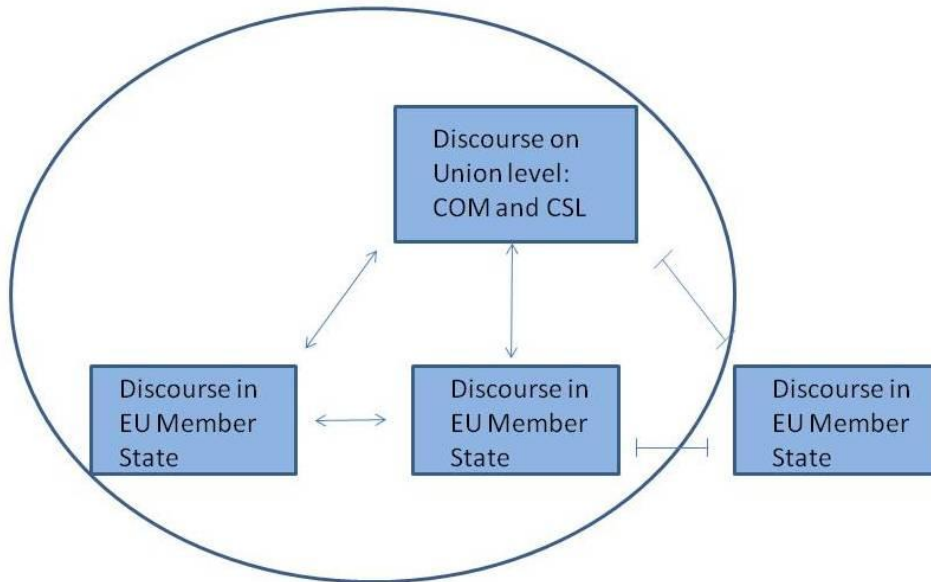 Discourse on
Union level:
COM and CSL
Discourse in
EU Member
State
Discourse in
EU Member
State
Discourse in
EU Member
State